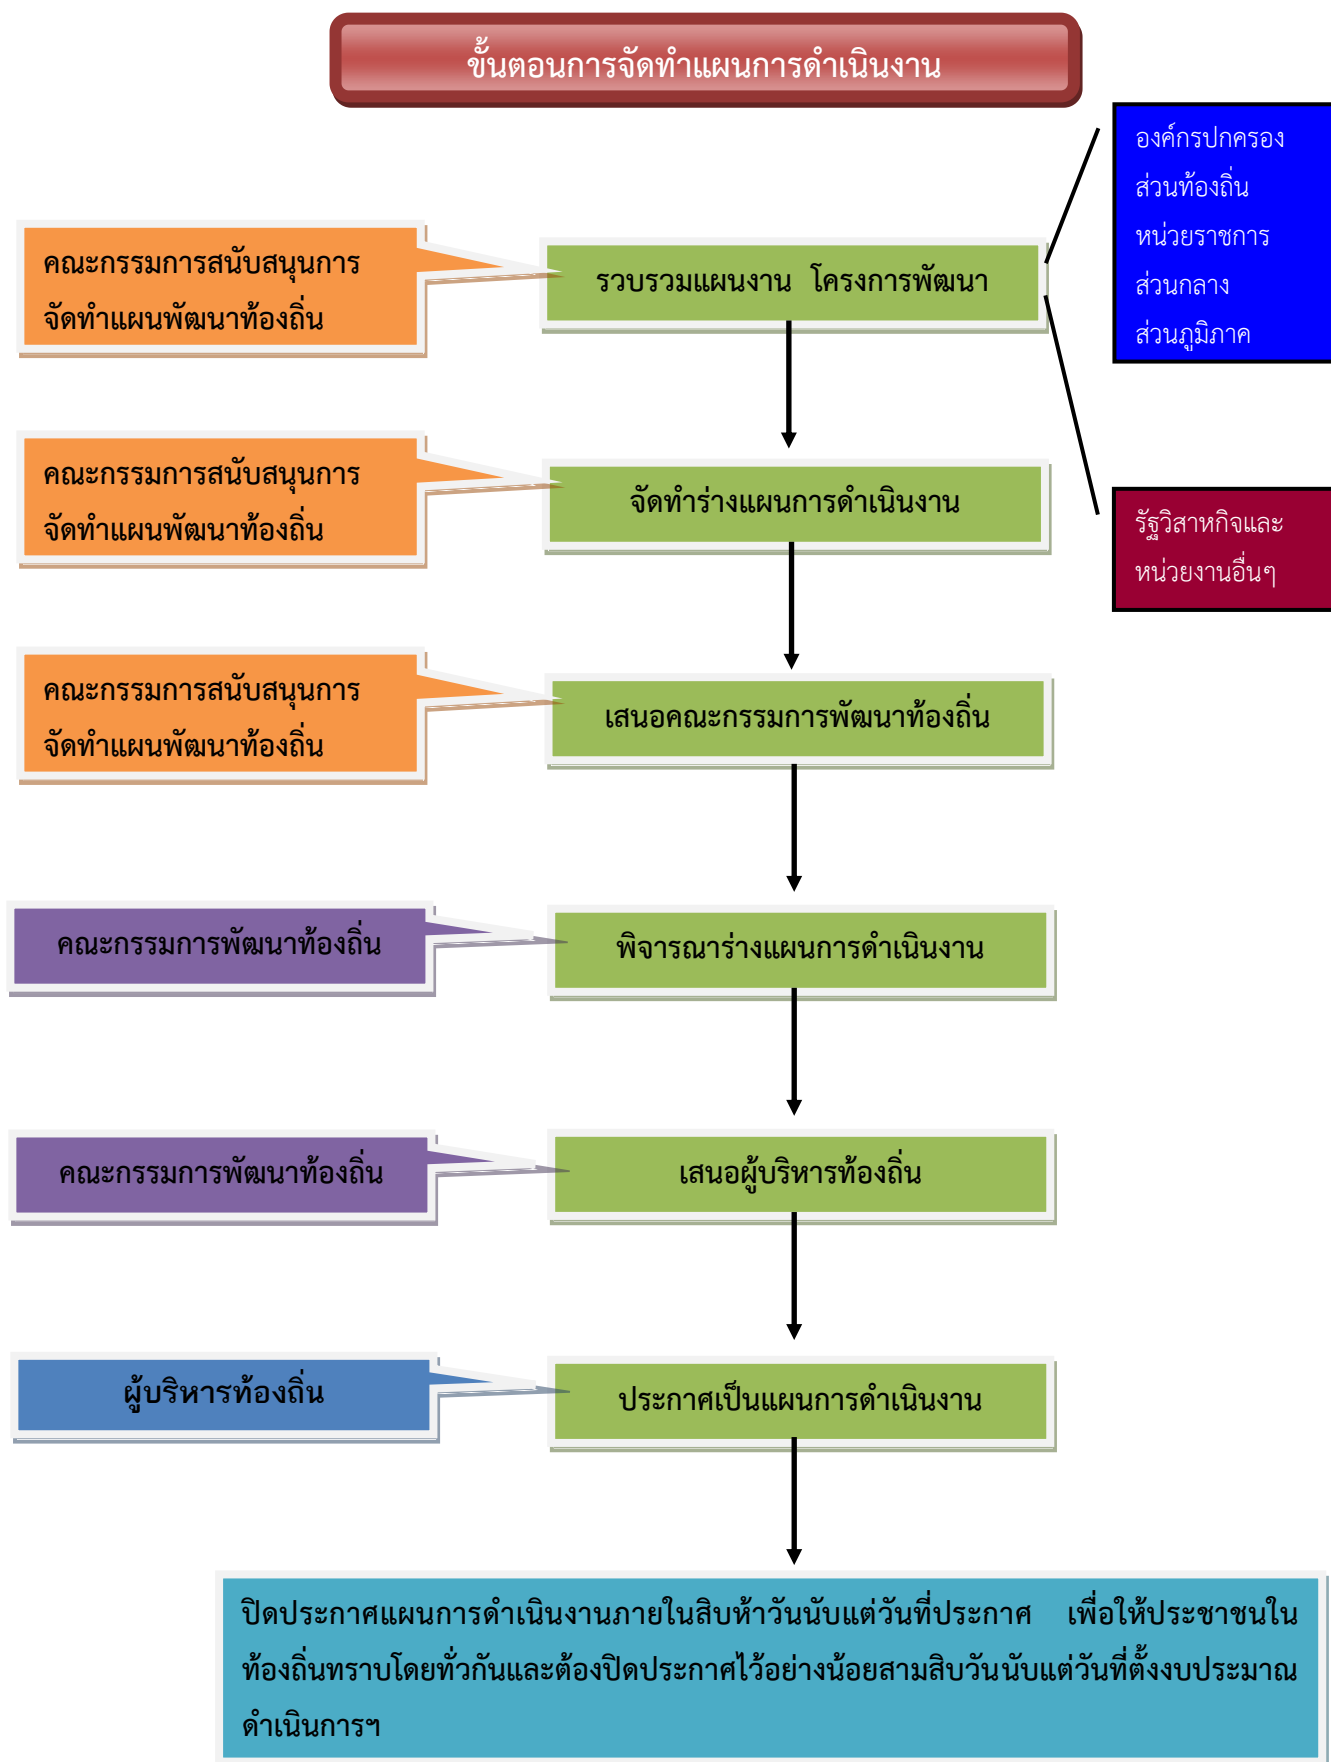 ขั้นตอนการจัดทำแผนการดำเนินงาน
องค์กรปกครอง
ส่วนท้องถิ่น
หน่วยราชการ
ส่วนกลาง
ส่วนภูมิภาค
คณะกรรมการสนับสนุนการ
จัดทำแผนพัฒนาท้องถิ่น
รวบรวมแผนงาน โครงการพัฒนา
คณะกรรมการสนับสนุนการ
จัดทำแผนพัฒนาท้องถิ่น
จัดทำร่างแผนการดำเนินงาน
รัฐวิสาหกิจและ
หน่วยงานอื่นๆ
คณะกรรมการสนับสนุนการ
จัดทำแผนพัฒนาท้องถิ่น
เสนอคณะกรรมการพัฒนาท้องถิ่น
คณะกรรมการพัฒนาท้องถิ่น
พิจารณาร่างแผนการดำเนินงาน
คณะกรรมการพัฒนาท้องถิ่น
เสนอผู้บริหารท้องถิ่น
ผู้บริหารท้องถิ่น
ประกาศเป็นแผนการดำเนินงาน
ปิดประกาศแผนการดำเนินงานภายในสิบห้าวันนับแต่วันที่ประกาศ เพื่อให้ประชาชนใน
ท้องถิ่นทราบโดยทั่วกันและต้องปิดประกาศไว้อย่างน้อยสามสิบวันนับแต่วันที่ตั้งงบประมาณ
ดำเนินการฯ